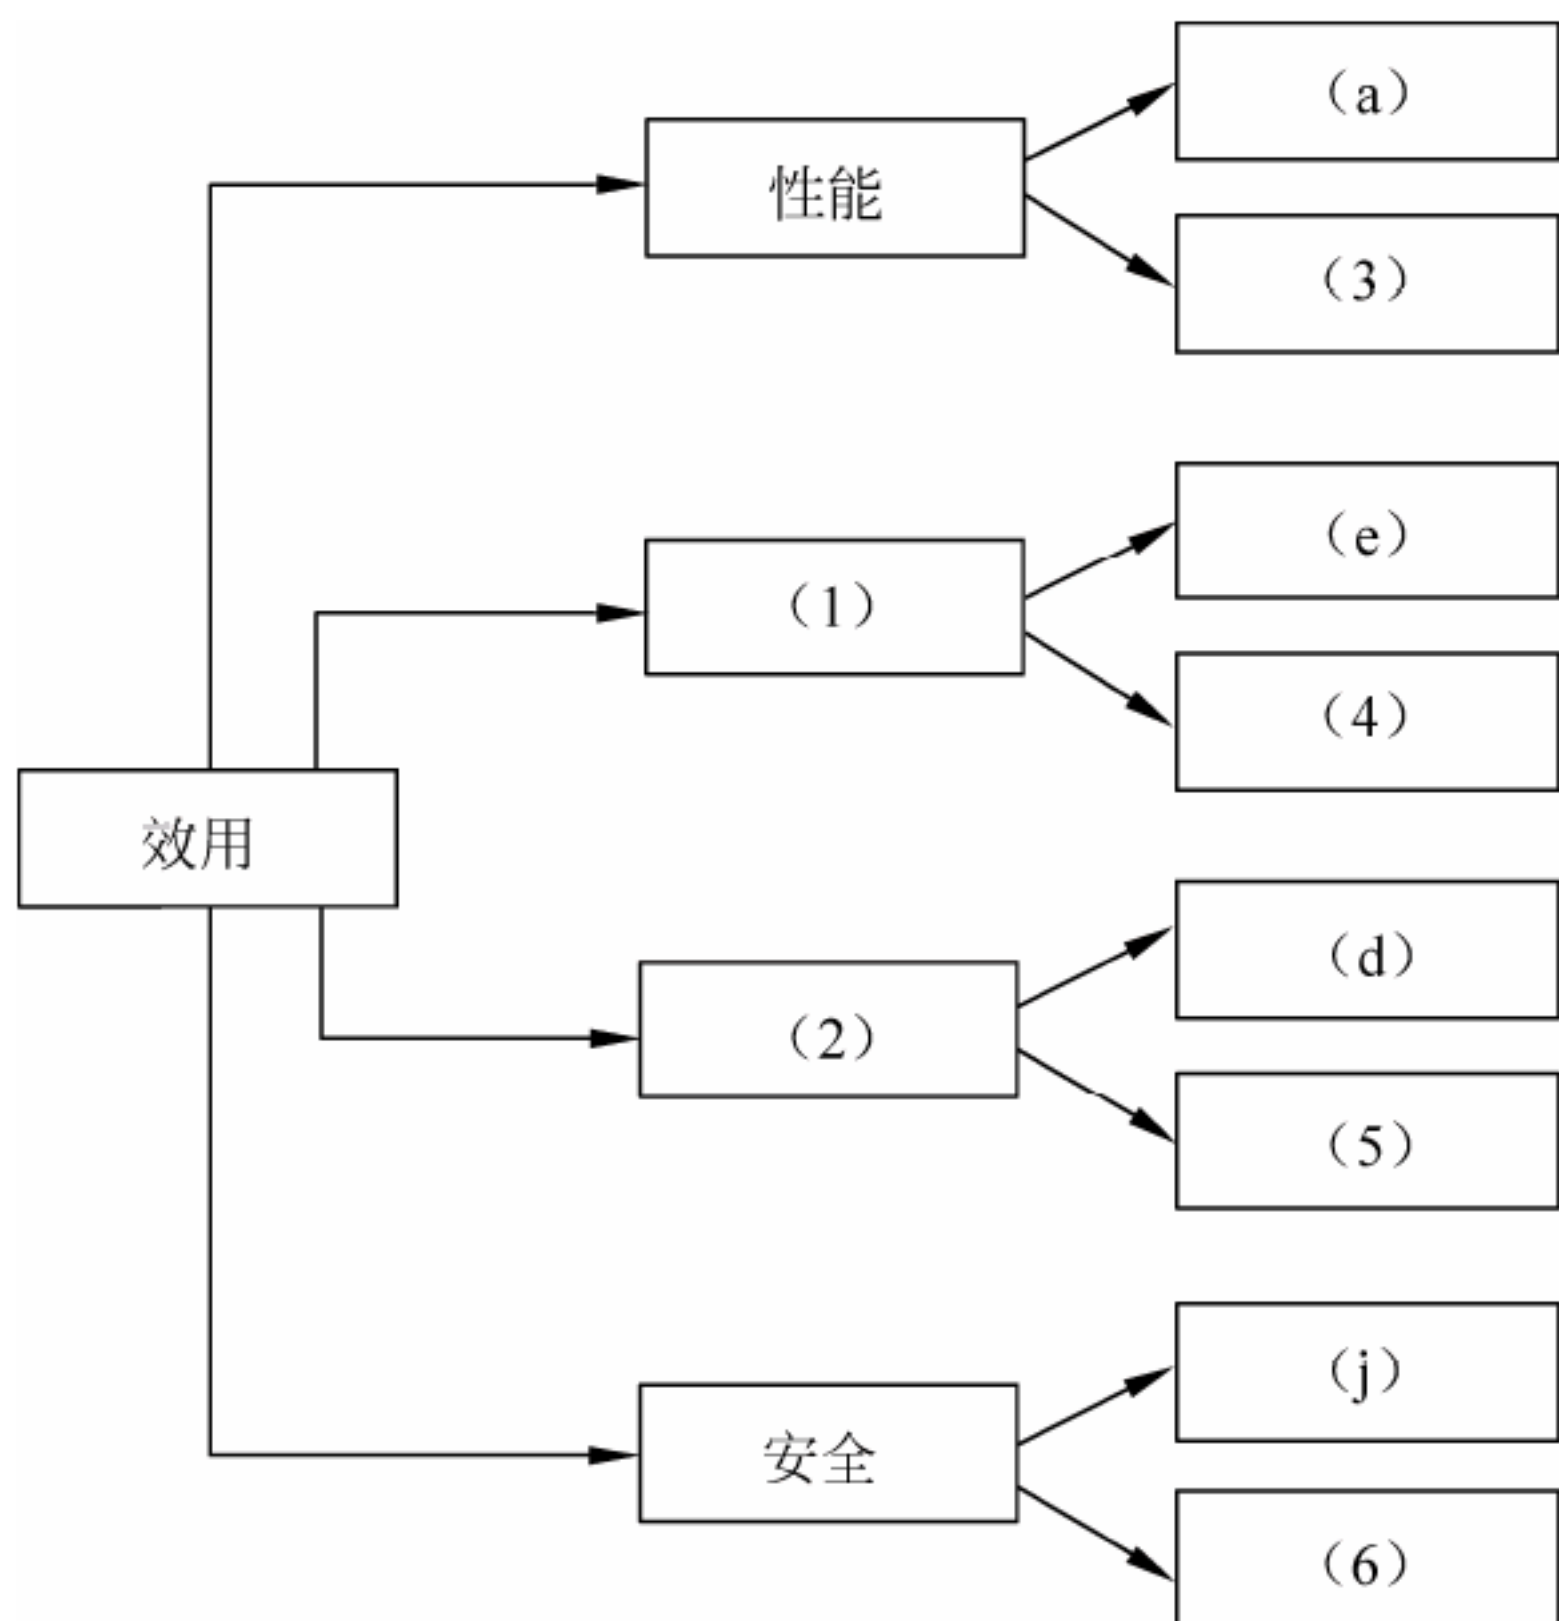 （a）
性能
（3）
（e）
（1）
（4）
效用
（d）
（2）
（5）
（j）
安全
（6）